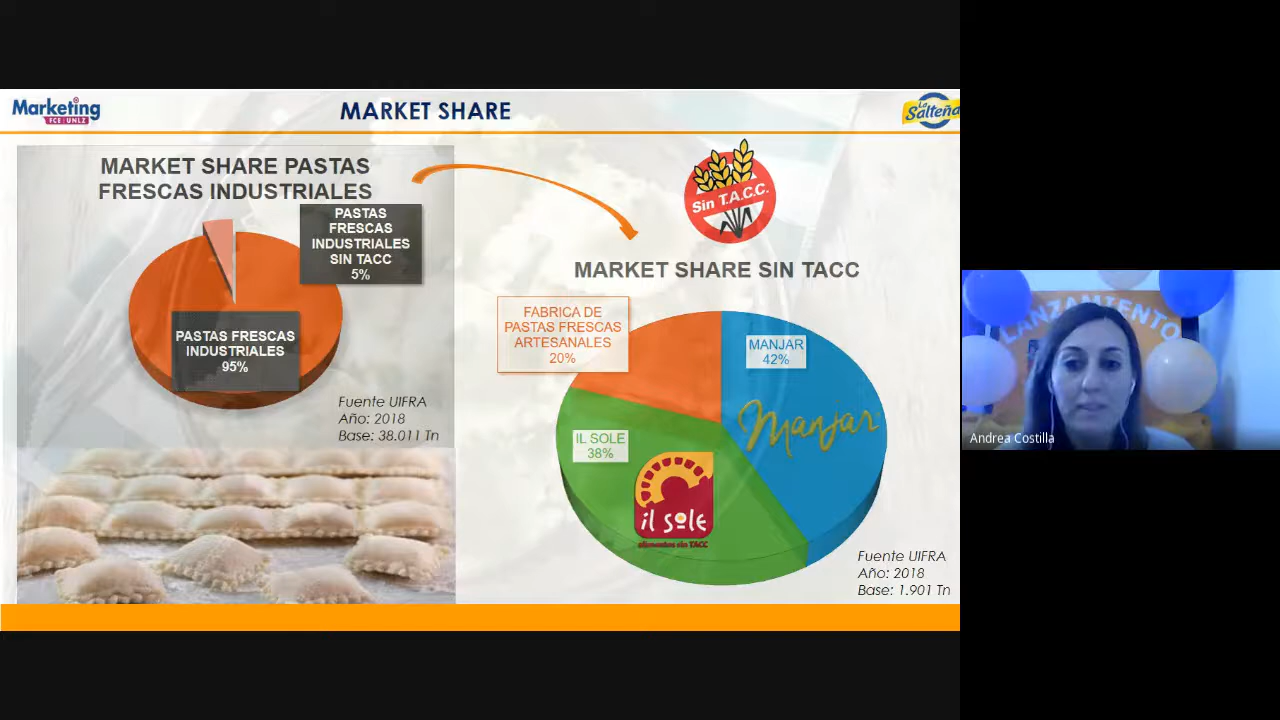 Marketing
FCE | UNLZ
MARKET SHARE
La
Salteña
MARKET SHARE PASTAS
FRESCAS INDUSTRIALES
PASTAS
FRESCAS
INDUSTRIALES
SIN TACC
5%
PASTAS FRESCAS
INDUSTRIALES
95%
Fuente UIFRA
Año: 2018
Base: 38.011 Tn
Sin T.A.C.C.
MARKET SHARE SIN TACC
FABRICA DE
PASTAS FRESCAS
ARTESANALES
20%
MANJAR
42%
Manjar
IL SOLE
38%
il sole
alimentos sin TACC
Fuente UIFRA
Año: 2018
Base: 1.901 Tn
LANZAMIENTO
Andrea Costilla